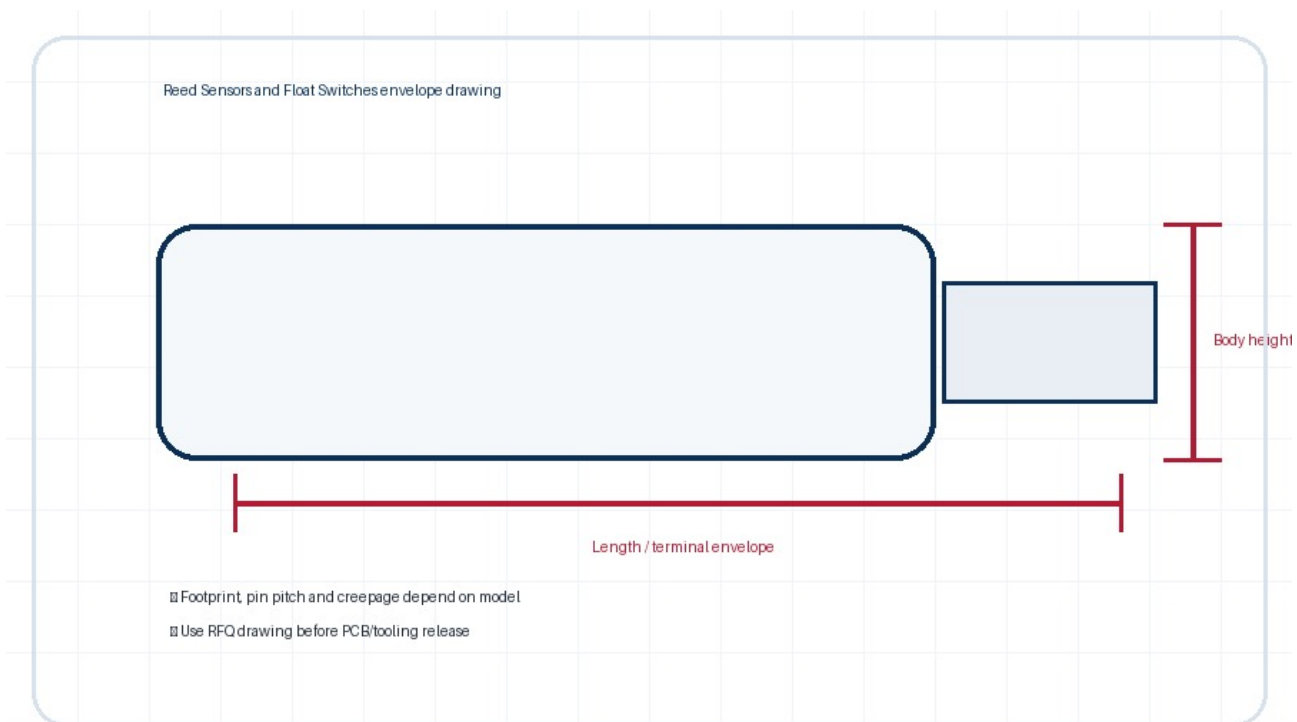 Reed Sensors and Float Switches envelope drawing
Body height
Length / terminal envelope
Footprint, pin pitch and creepage depend on model
Use RFQ drawing before PCB/tooling release